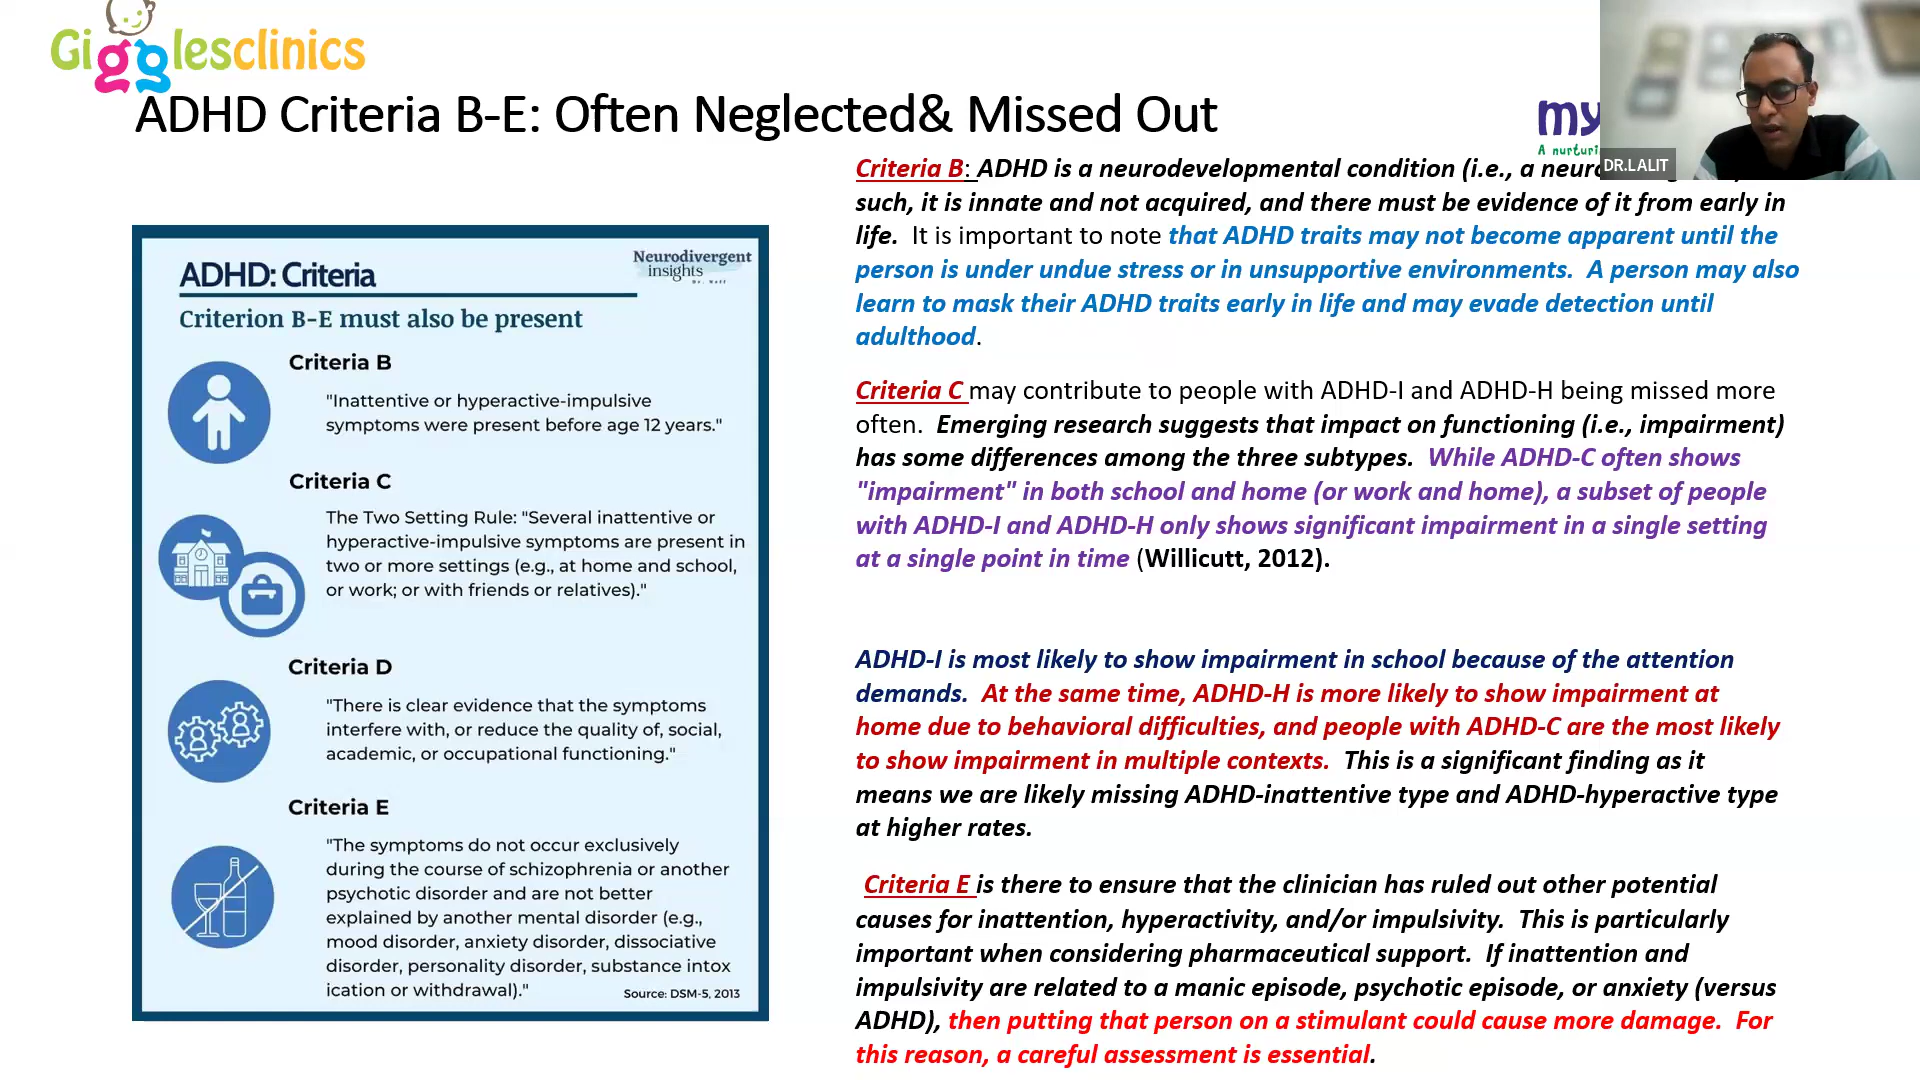 Gigglesclinics
ADHD Criteria B-E: Often Neglected& Missed Out
my
A nurturi
DR.LALIT
Neurodivergent
insights
Dr. Neff
ADHD: Criteria
Criterion B-E must also be present
Criteria B
"Inattentive or hyperactive-impulsive
symptoms were present before age 12 years."
Criteria C
The Two Setting Rule: "Several inattentive or
hyperactive-impulsive symptoms are present in
two or more settings (e.g., at home and school,
or work; or with friends or relatives)."
Criteria D
"There is clear evidence that the symptoms
interfere with, or reduce the quality of, social,
academic, or occupational functioning."
Criteria E
"The symptoms do not occur exclusively
during the course of schizophrenia or another
psychotic disorder and are not better
explained by another mental disorder (e.g.,
mood disorder, anxiety disorder, dissociative
disorder, personality disorder, substance intox
ication or withdrawal)."
Source: DSM-5, 2013
Criteria B: ADHD is a neurodevelopmental condition (i.e., a
such, it is innate and not acquired, and there must be evidence of it from early in
life. It is important to note that ADHD traits may not become apparent until the
person is under undue stress or in unsupportive environments. A person may also
learn to mask their ADHD traits early in life and may evade detection until
adulthood.
Criteria C may contribute to people with ADHD-I and ADHD-H being missed more
often. Emerging research suggests that impact on functioning (i.e., impairment)
has some differences among the three subtypes. While ADHD-C often shows
"impairment" in both school and home (or work and home), a subset of people
with ADHD-I and ADHD-H only shows significant impairment in a single setting
at a single point in time (Willicutt, 2012).
ADHD-I is most likely to show impairment in school because of the attention
demands. At the same time, ADHD-H is more likely to show impairment at
home due to behavioral difficulties, and people with ADHD-C are the most likely
to show impairment in multiple contexts. This is a significant finding as it
means we are likely missing ADHD-inattentive type and ADHD-hyperactive type
at higher rates.
Criteria E is there to ensure that the clinician has ruled out other potential
causes for inattention, hyperactivity, and/or impulsivity. This is particularly
important when considering pharmaceutical support. If inattention and
impulsivity are related to a manic episode, psychotic episode, or anxiety (versus
ADHD), then putting that person on a stimulant could cause more damage. For
this reason, a careful assessment is essential.